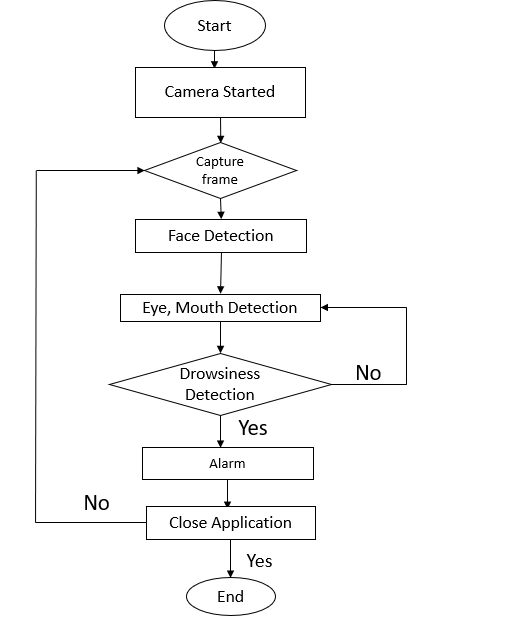 Start
Camera Started
Capture
frame
Face Detection
Eye, Mouth Detection
Drowsiness
Detection
No
Yes
Alarm
No
Close Application
Yes
End